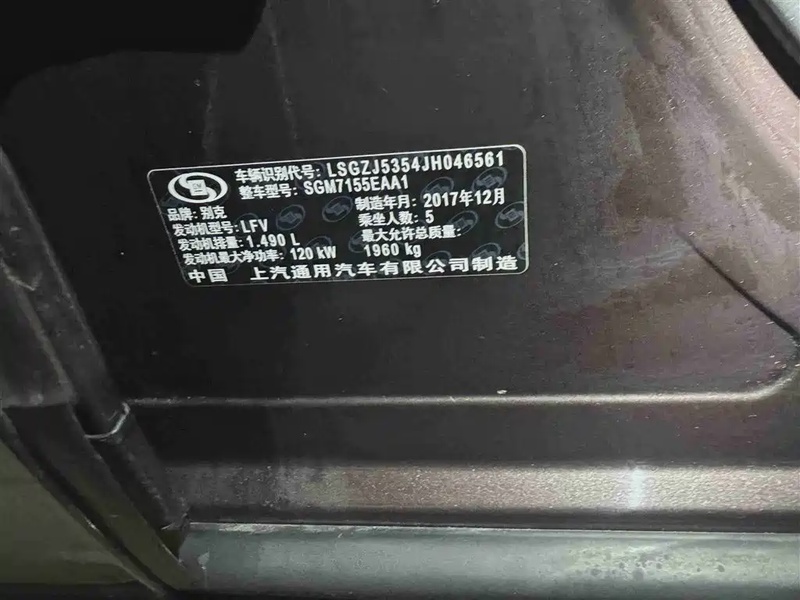 车辆识别代号: LSGZJ5354JH046561
整车型号: SGM7155EAA1
品牌: 别克 制造年月: 2017年12月
发动机型号: LFV 乘坐人数: 5
发动机排量: 1.490 L 最大允许总质量:
发动机最大净功率: 120 kW 1960 kg
中国 上汽通用汽车有限公司制造